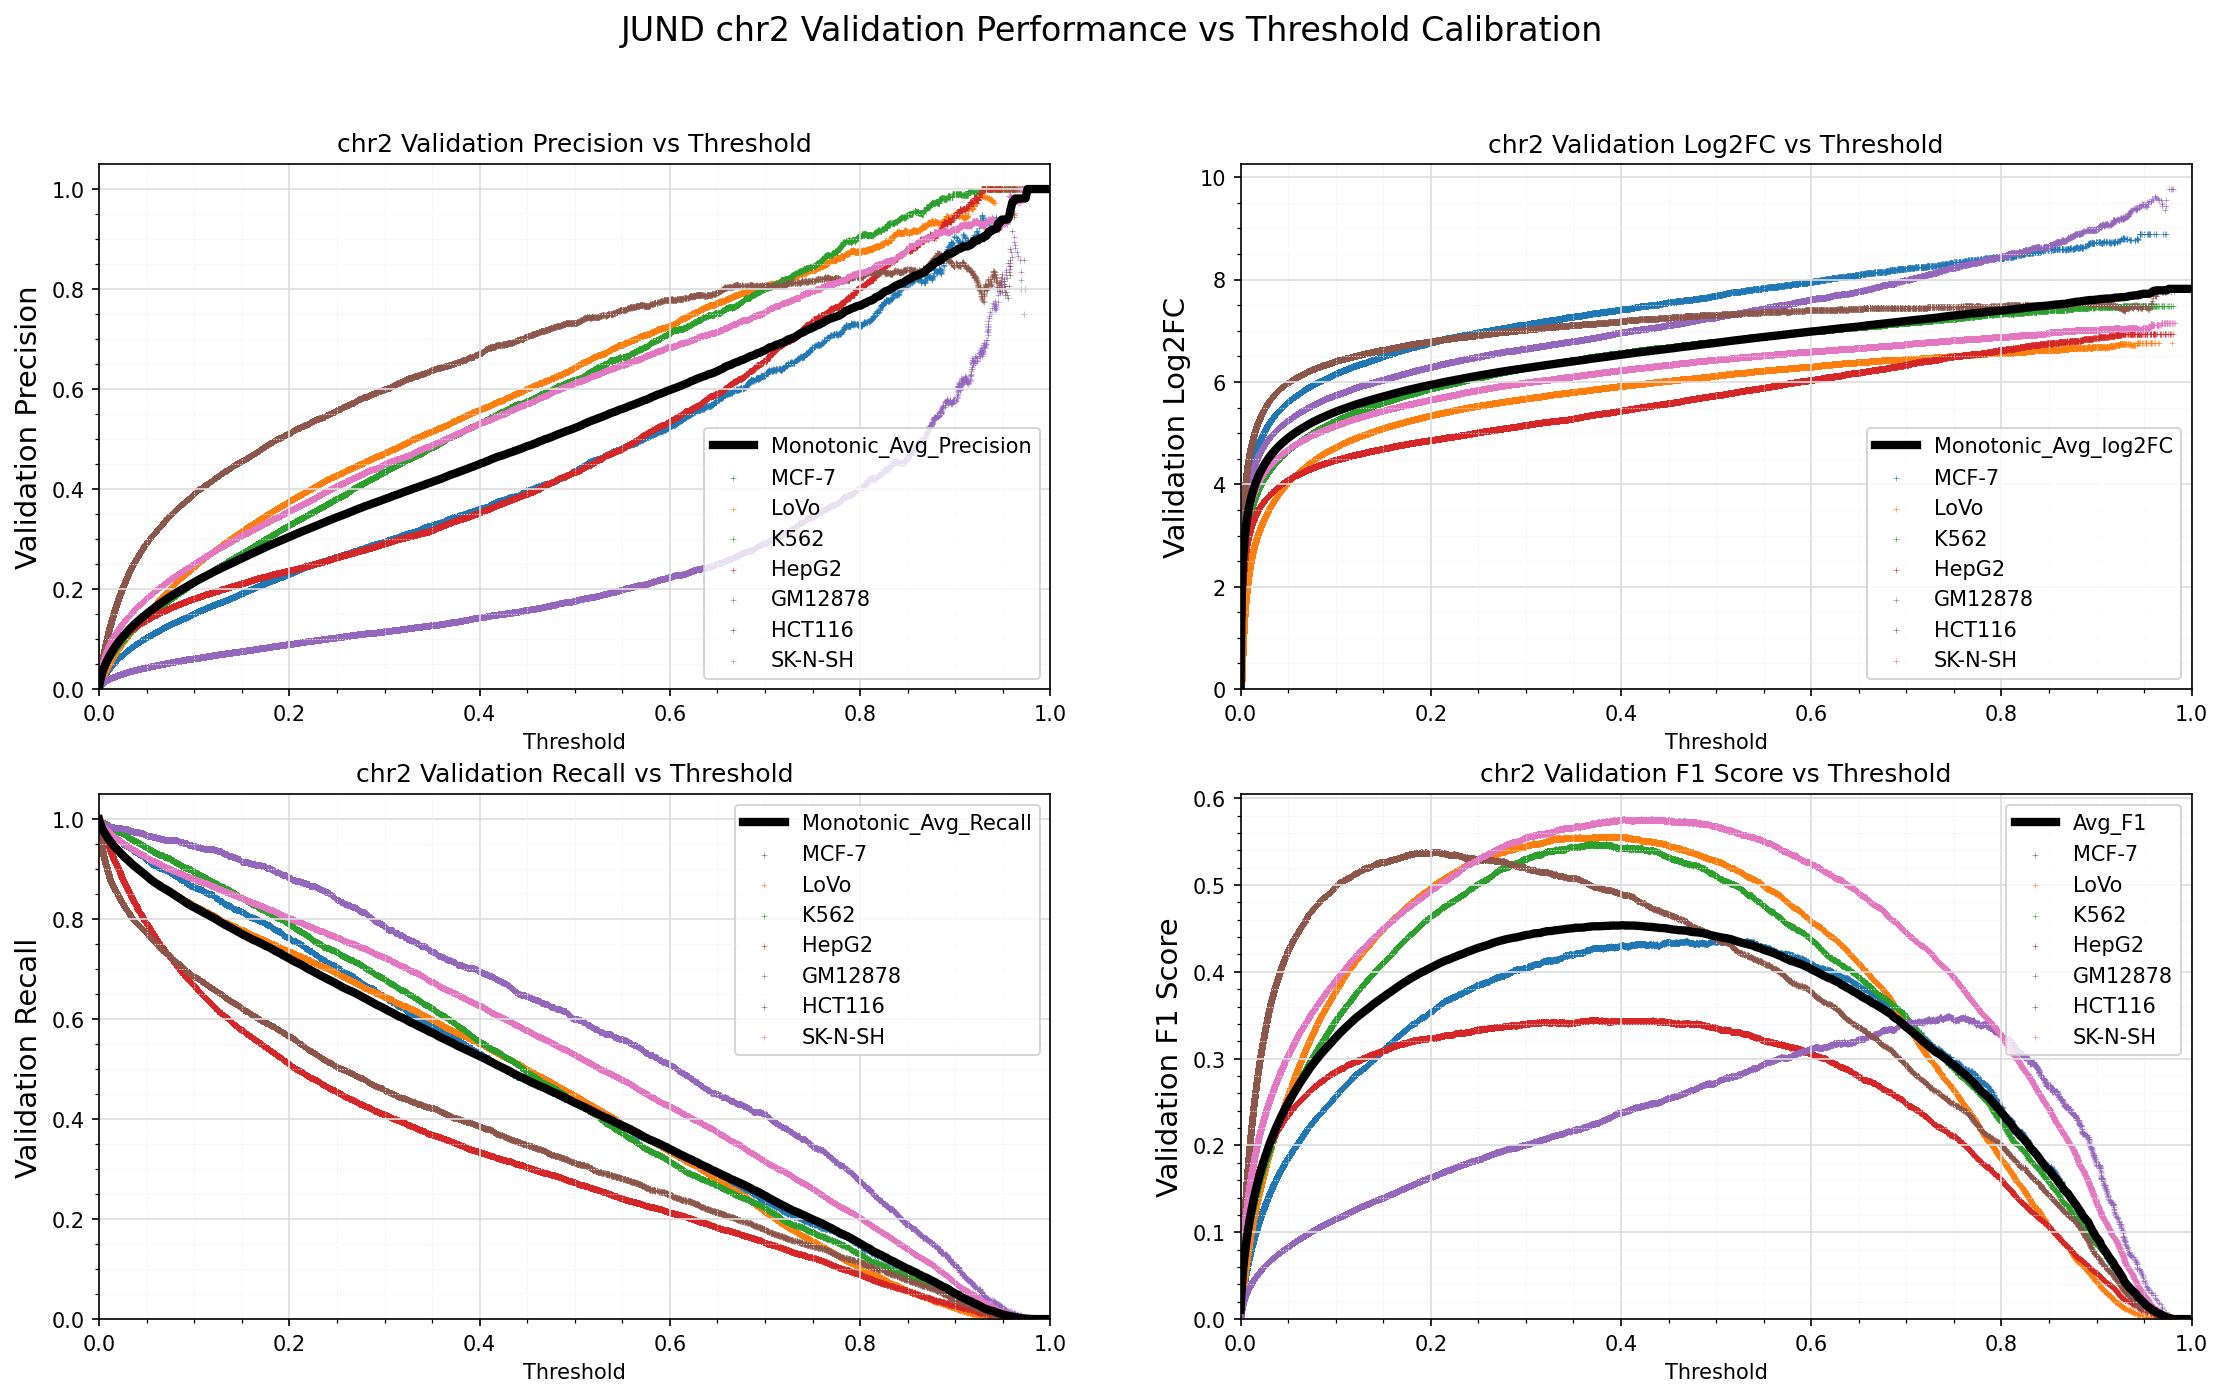 JUND chr2 Validation Performance vs Threshold Calibration
chr2 Validation Precision vs Threshold
Validation Precision
1.0
0.8
0.6
0.4
0.2
0.0
0.0 0.2 0.4 0.6 0.8 1.0
Threshold
Monotonic_Avg_Precision
MCF-7
LoVo
K562
HepG2
GM12878
HCT116
SK-N-SH
chr2 Validation Log2FC vs Threshold
Validation Log2FC
10
8
6
4
2
0
0.0 0.2 0.4 0.6 0.8 1.0
Threshold
Monotonic_Avg_log2FC
MCF-7
LoVo
K562
HepG2
GM12878
HCT116
SK-N-SH
chr2 Validation Recall vs Threshold
Validation Recall
1.0
0.8
0.6
0.4
0.2
0.0
0.0 0.2 0.4 0.6 0.8 1.0
Threshold
Monotonic_Avg_Recall
MCF-7
LoVo
K562
HepG2
GM12878
HCT116
SK-N-SH
chr2 Validation F1 Score vs Threshold
Validation F1 Score
0.6
0.5
0.4
0.3
0.2
0.1
0.0
0.0 0.2 0.4 0.6 0.8 1.0
Threshold
Avg_F1
MCF-7
LoVo
K562
HepG2
GM12878
HCT116
SK-N-SH